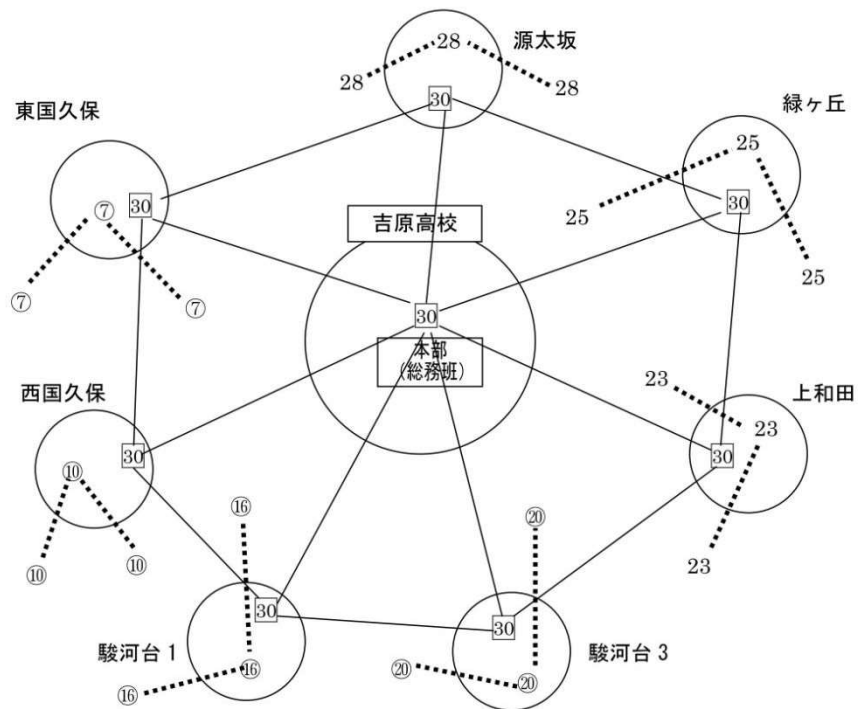 源太坂
28
28
28
30
東国久保
30
⑦
⑦
⑦
緑ヶ丘
25
30
25
25
吉原高校
30
本部
(総務班)
西国久保
30
⑩
⑩
⑩
上和田
23
23
30
23
⑯
30
駿河台1
⑯
⑯
⑳
30
駿河台3
⑳
⑳